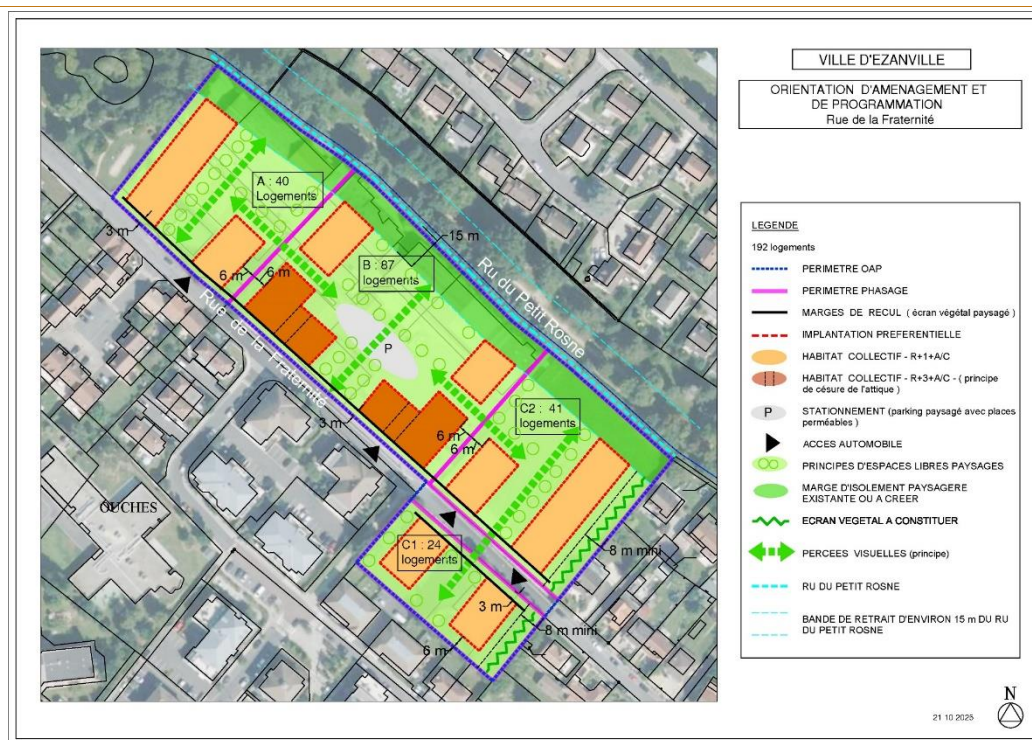 VILLE D'EZANVILLE
ORIENTATION D'AMENAGEMENT ET
DE PROGRAMMATION
Rue de la Fraternité
A : 40
Logements
3 m
15 m
B : 87
logements
6 m
6 m
Ru du Petit Rosne
Rue de la Fraternité
P
3 m
C2 : 41
logements
6 m
6 m
OUCHES
C1 : 24
logements
8 m mini
3 m
8 m mini
6 m
LEGENDE
192 logements
PERIMETRE OAP
PERIMETRE PHASAGE
MARGES DE RECUL ( écran végétal paysagé )
IMPLANTATION PREFERENTIELLE
HABITAT COLLECTIF - R+1+A/C
HABITAT COLLECTIF - R+3+A/C - ( principe
de césure de l'attique )
P
STATIONNEMENT (parking paysagé avec places
perméables )
ACCES AUTOMOBILE
PRINCIPES D'ESPACES LIBRES PAYSAGES
MARGE D'ISOLEMENT PAYSAGERE
EXISTANTE OU A CREER
ECRAN VEGETAL A CONSTITUER
PERCEES VISUELLES (principe)
RU DU PETIT ROSNE
BANDE DE RETRAIT D'ENVIRON 15 m DU RU
DU PETIT ROSNE
N
21 10 2025